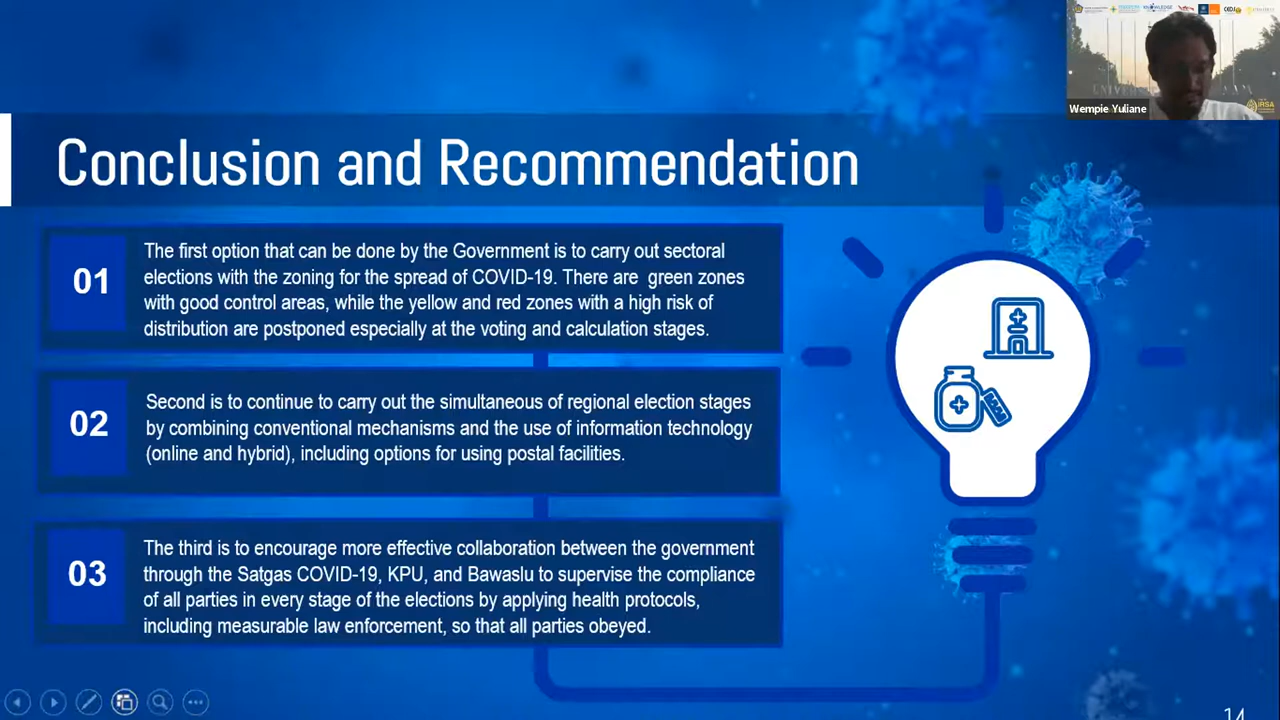 Conclusion and Recommendation
01
The first option that can be done by the Government is to carry out sectoral
elections with the zoning for the spread of COVID-19. There are green zones
with good control areas, while the yellow and red zones with a high risk of
distribution are postponed especially at the voting and calculation stages.
02
Second is to continue to carry out the simultaneous of regional election stages
by combining conventional mechanisms and the use of information technology
(online and hybrid), including options for using postal facilities.
03
The third is to encourage more effective collaboration between the government
through the Satgas COVID-19, KPU, and Bawaslu to supervise the compliance
of all parties in every stage of the elections by applying health protocols,
including measurable law enforcement, so that all parties obeyed.
Wempie Yuliane
IRSA
14